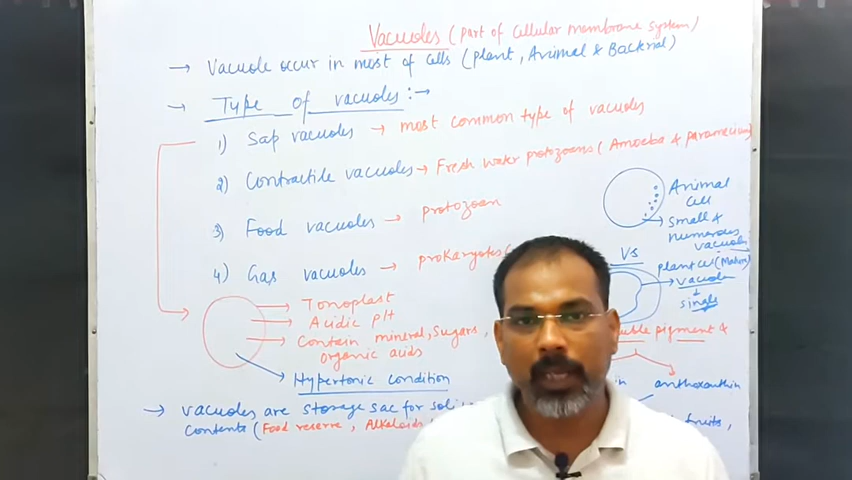 Vacuoles (part of cellular membrane system)
→ Vacuole occur in most of cells (plant, Animal & Bacterial)
→ Type of vacuoles :→
1) Sap vacuoles → most common type of vacuoles
2) Contractile vacuoles → Fresh water protozoans (Amoeba & paramecium)
3) Food vacuoles → protozoan
4) Gas vacuoles → prokaryotes (
Animal
cell
small &
numerous
vacuoles
VS
plant cell (Mature)
vacuole
single
Tonoplast
Acidic pH
Contain mineral, Sugars,
organic acids
pigment &
Hypertonic condition
anthoxanthin
→ vacuoles are storage sac for
contents (Food reserve, Alkaloids
fruits,